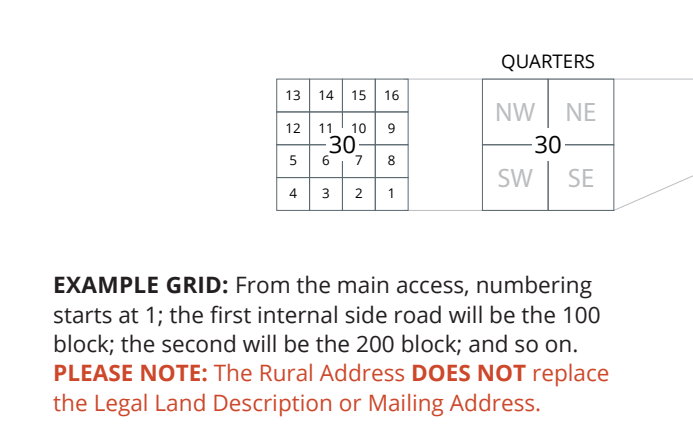 QUARTERS
13 14 15 16
12 11 10 9
30
5 6 7 8
4 3 2 1
NW NE
30
SW SE
EXAMPLE GRID: From the main access, numbering
starts at 1; the first internal side road will be the 100
block; the second will be the 200 block; and so on.
PLEASE NOTE: The Rural Address DOES NOT replace
the Legal Land Description or Mailing Address.